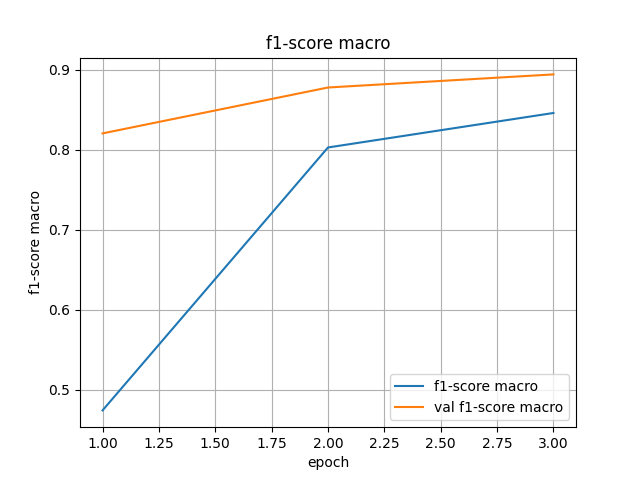 f1-score macro
0.9
0.8
0.7
0.6
0.5
f1-score macro
f1-score macro
val f1-score macro
1.00 1.25 1.50 1.75 2.00 2.25 2.50 2.75 3.00
epoch